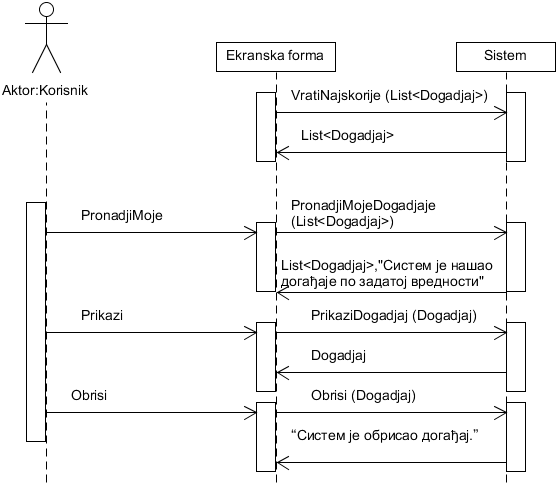 Aktor:Korisnik
Ekranska forma
Sistem
VratiNajskorije (List<Dogadjaj>)
List<Dogadjaj>
PronadjiMoje
PronadjiMojeDogadjaje
(List<Dogadjaj>)
List<Dogadjaj>,"Систем је нашао
догађаје по задатој вредности"
Prikazi
PrikaziDogadjaj (Dogadjaj)
Dogadjaj
Obrisi
Obrisi (Dogadjaj)
“Систем је обрисао догађај.”